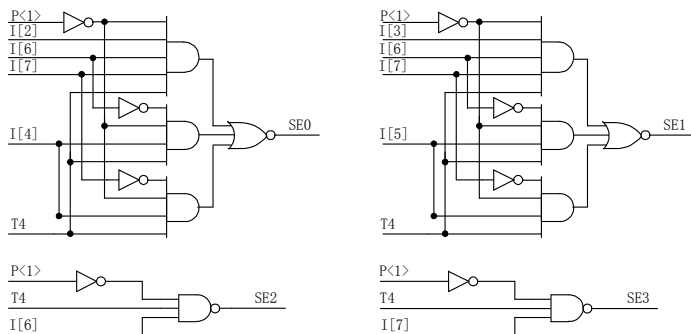 P<1>
I[2]
I[6]
I[7]
I[4]
T4
SE0
P<1>
I[3]
I[6]
I[7]
I[5]
T4
SE1
P<1>
T4
I[6]
SE2
P<1>
T4
I[7]
SE3